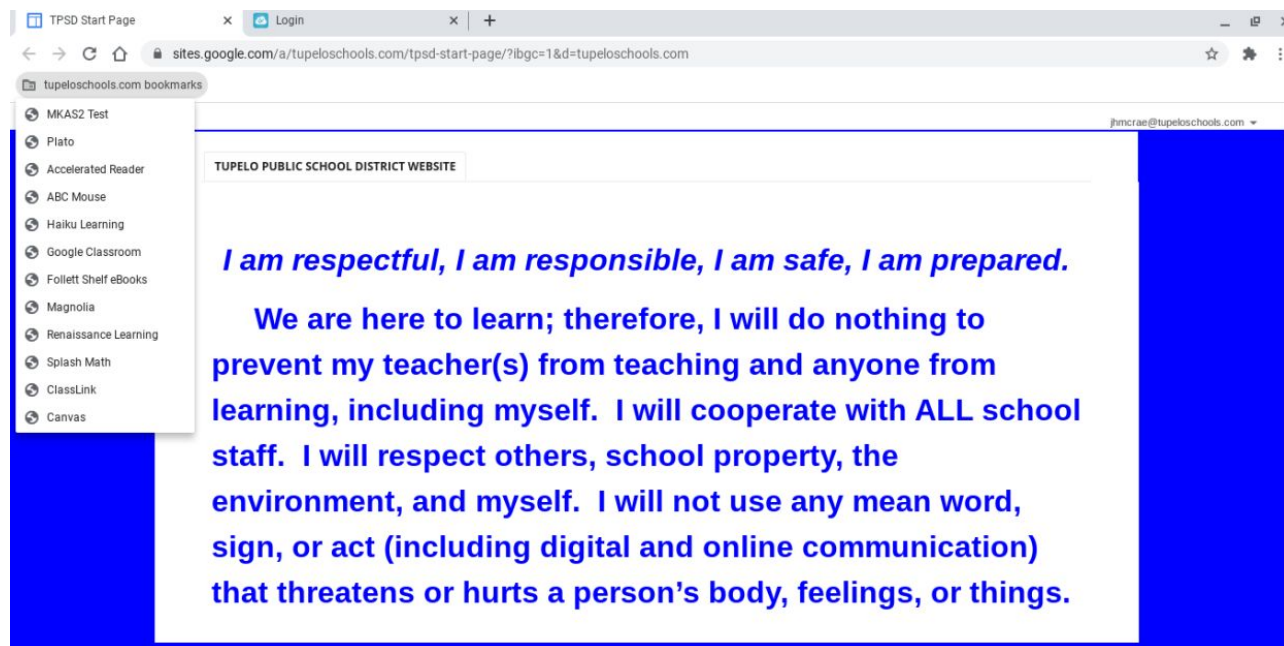 TPSD Start Page
Login
sites.google.com/a/tupeloschools.com/tpsd-start-page/?ibgc=1&d=tupeloschools.com
tupeloschools.com bookmarks
MKAS2 Test
Plato
Accelerated Reader
ABC Mouse
Haiku Learning
Google Classroom
Follett Shelf eBooks
Magnolia
Renaissance Learning
Splash Math
ClassLink
Canvas
jhmcrae@tupeloschools.com
TUPELO PUBLIC SCHOOL DISTRICT WEBSITE
I am respectful, I am responsible, I am safe, I am prepared.
We are here to learn; therefore, I will do nothing to
prevent my teacher(s) from teaching and anyone from
learning, including myself. I will cooperate with ALL school
staff. I will respect others, school property, the
environment, and myself. I will not use any mean word,
sign, or act (including digital and online communication)
that threatens or hurts a person’s body, feelings, or things.